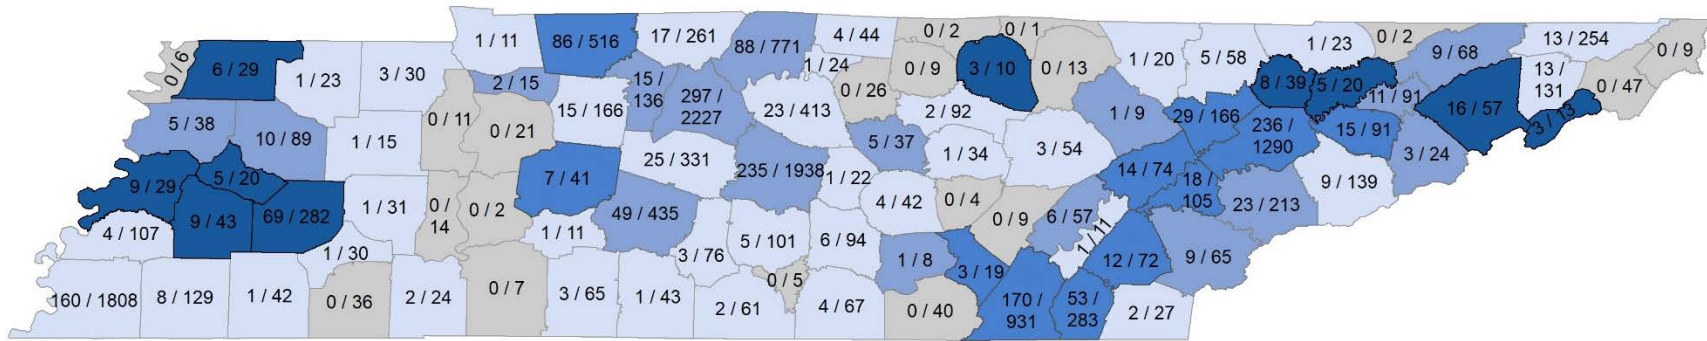 0 / 6
6 / 29
1 / 23
3 / 30
1 / 11
86 / 516
17 / 261
88 / 771
4 / 44
0 / 2
0 / 1
1 / 20
5 / 58
1 / 23
0 / 2
9 / 68
13 / 254
0 / 9
2 / 15
15 /
136
297 /
2227
1 / 24
0 / 26
0 / 9
3 / 10
0 / 13
8 / 39
5 / 20
11 / 91
16 / 57
13 /
131
0 / 47
3 / 13
5 / 38
10 / 89
1 / 15
0 / 11
0 / 21
15 / 166
23 / 413
2 / 92
1 / 9
29 / 166
236 /
1290
15 / 91
3 / 24
9 / 29
5 / 20
25 / 331
235 / 1938
5 / 37
1 / 34
3 / 54
14 / 74
18 /
105
9 / 139
4 / 107
9 / 43
69 / 282
1 / 31
0 /
14
0 / 2
7 / 41
49 / 435
1 / 22
4 / 42
0 / 4
0 / 9
6 / 57
1 / 11
23 / 213
1 / 30
1 / 11
3 / 76
5 / 101
6 / 94
1 / 8
3 / 19
12 / 72
9 / 65
160 / 1808
8 / 129
1 / 42
0 / 36
2 / 24
0 / 7
3 / 65
1 / 43
2 / 61
0 / 5
4 / 67
0 / 40
170 /
931
53 /
283
2 / 27